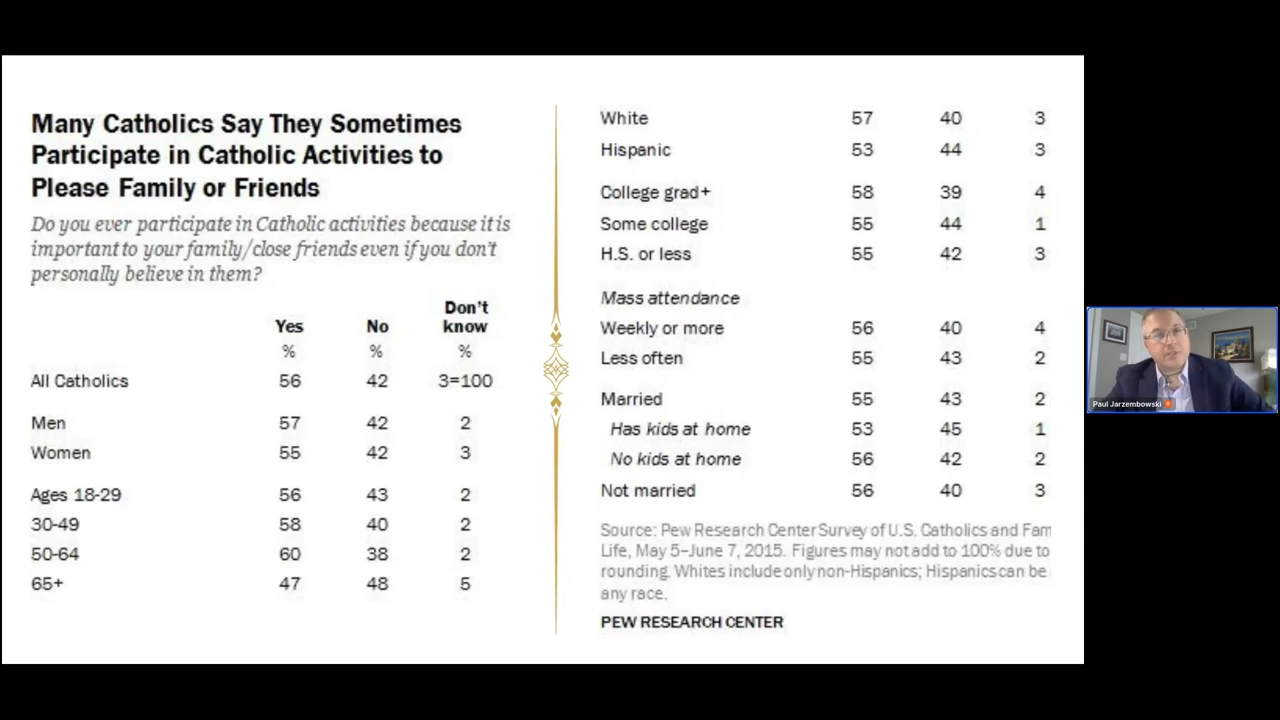 Many Catholics Say They Sometimes
Participate in Catholic Activities to
Please Family or Friends
Do you ever participate in Catholic activities because it is
important to your family/close friends even if you don't
personally believe in them?
Don't
Yes No know
% % %
All Catholics 56 42 3=100
Men 57 42 2
Women 55 42 3
Ages 18-29 56 43 2
30-49 58 40 2
50-64 60 38 2
65+ 47 48 5
White 57 40 3
Hispanic 53 44 3
College grad+ 58 39 4
Some college 55 44 1
H.S. or less 55 42 3
Mass attendance
Weekly or more 56 40 4
Less often 55 43 2
Married 55 43 2
Has kids at home 53 45 1
No kids at home 56 42 2
Not married 56 40 3
Source: Pew Research Center Survey of U.S. Catholics and Fam
Life, May 5–June 7, 2015. Figures may not add to 100% due to
rounding. Whites include only non-Hispanics; Hispanics can be
any race.
PEW RESEARCH CENTER
Paul Jarzembowski